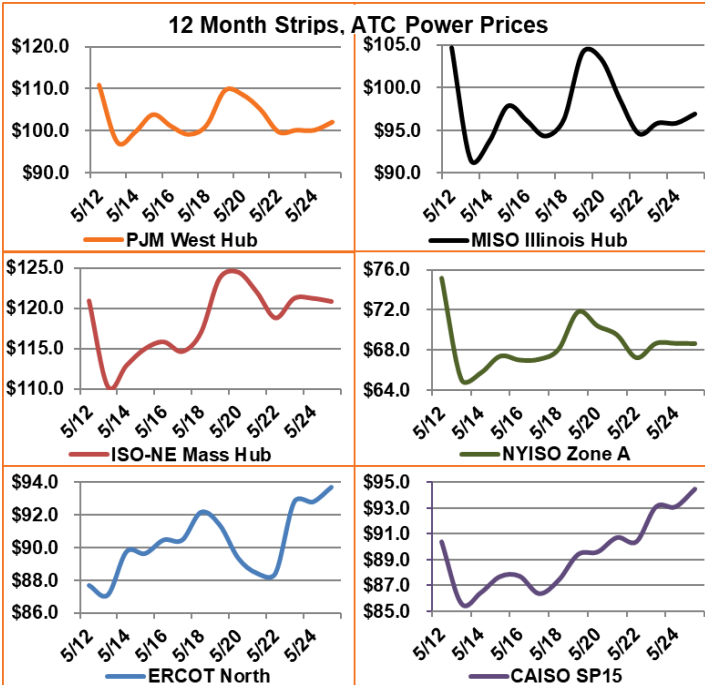 12 Month Strips, ATC Power Prices
$120.0
$110.0
$100.0
$90.0
5/12 5/14 5/16 5/18 5/20 5/22 5/24
PJM West Hub
$105.0
$100.0
$95.0
$90.0
5/12 5/14 5/16 5/18 5/20 5/22 5/24
MISO Illinois Hub
$125.0
$120.0
$115.0
$110.0
5/12 5/14 5/16 5/18 5/20 5/22 5/24
ISO-NE Mass Hub
$76.0
$72.0
$68.0
$64.0
5/12 5/14 5/16 5/18 5/20 5/22 5/24
NYISO Zone A
$94.0
$92.0
$90.0
$88.0
$86.0
5/12 5/14 5/16 5/18 5/20 5/22 5/24
ERCOT North
$95.0
$93.0
$91.0
$89.0
$87.0
$85.0
5/12 5/14 5/16 5/18 5/20 5/22 5/24
CAISO SP15